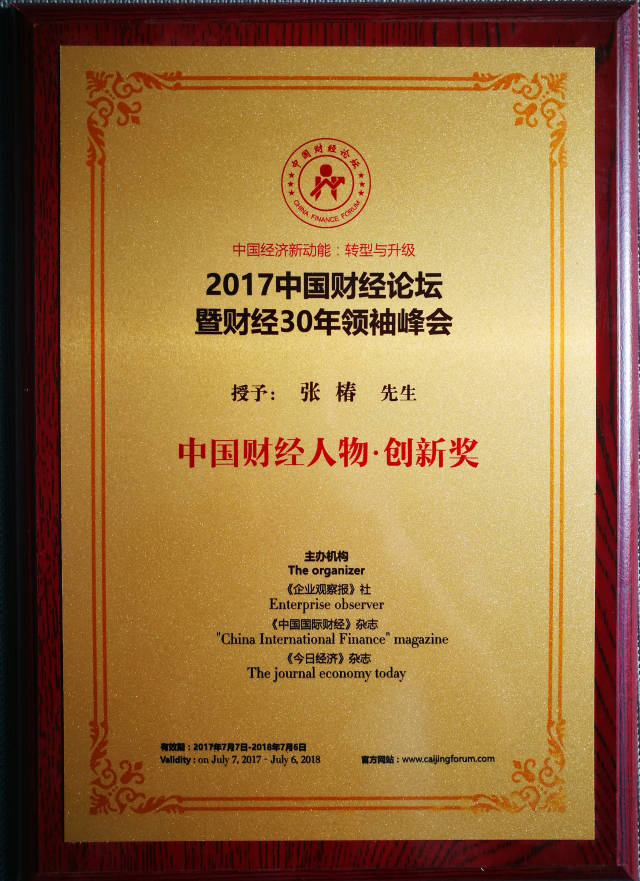 中国财经论坛
CHINA FINANCE FORUM
中国经济新动能：转型与升级
2017中国财经论坛
暨财经30年领袖峰会
授予： 张 椿 先生
中国财经人物·创新奖
主办机构
The organizer
《企业观察报》社
Enterprise observer
《中国国际财经》杂志
"China International Finance" magazine
《今日经济》杂志
The journal economy today
有效期：2017年7月7日-2018年7月6日
Validity : on July 7, 2017 - July 6, 2018
官方网站：www.caijingforum.com